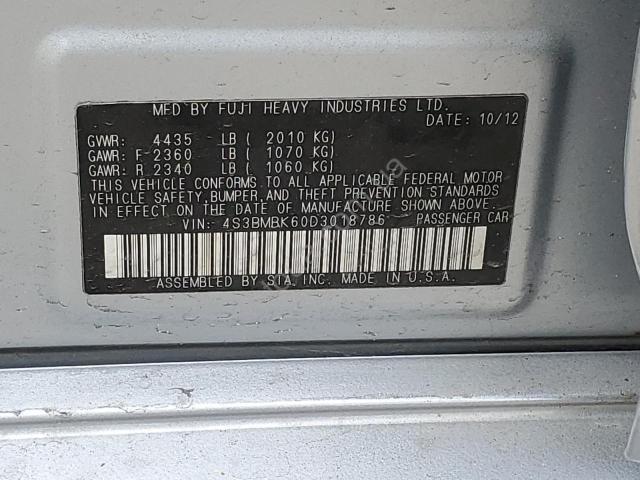 MFD BY FUJI HEAVY INDUSTRIES LTD.
DATE: 10/12
GVWR: 4435 LB ( 2010 KG)
GAWR: F-2360 LB ( 1070 KG)
GAWR: R 2340 LB ( 1060 KG)
THIS VEHICLE CONFORMS TO ALL APPLICABLE FEDERAL MOTOR
VEHICLE SAFETY, BUMPER, AND THEFT PREVENTION STANDARDS
IN EFFECT ON THE DATE OF MANUFACTURE SHOWN ABOVE.
VIN: 4S3BMBK60D3018786 PASSENGER CAR
ASSEMBLED BY SIA, INC. MADE IN U.S.A.